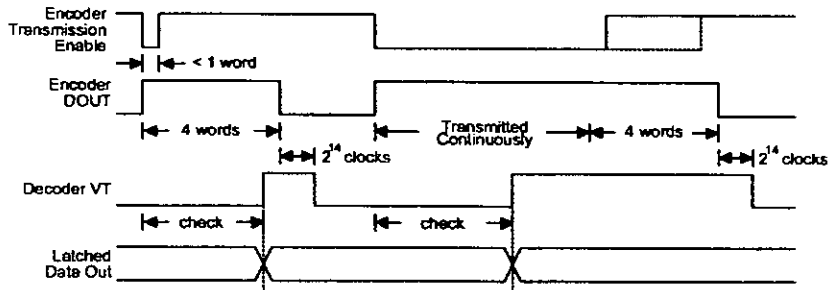 Encoder
Transmission
Enable
< 1 word
Encoder
DOUT
4 words
Transmitted
Continuously
4 words
2^14 clocks
2^14 clocks
Decoder VT
check
check
Latched
Data Out